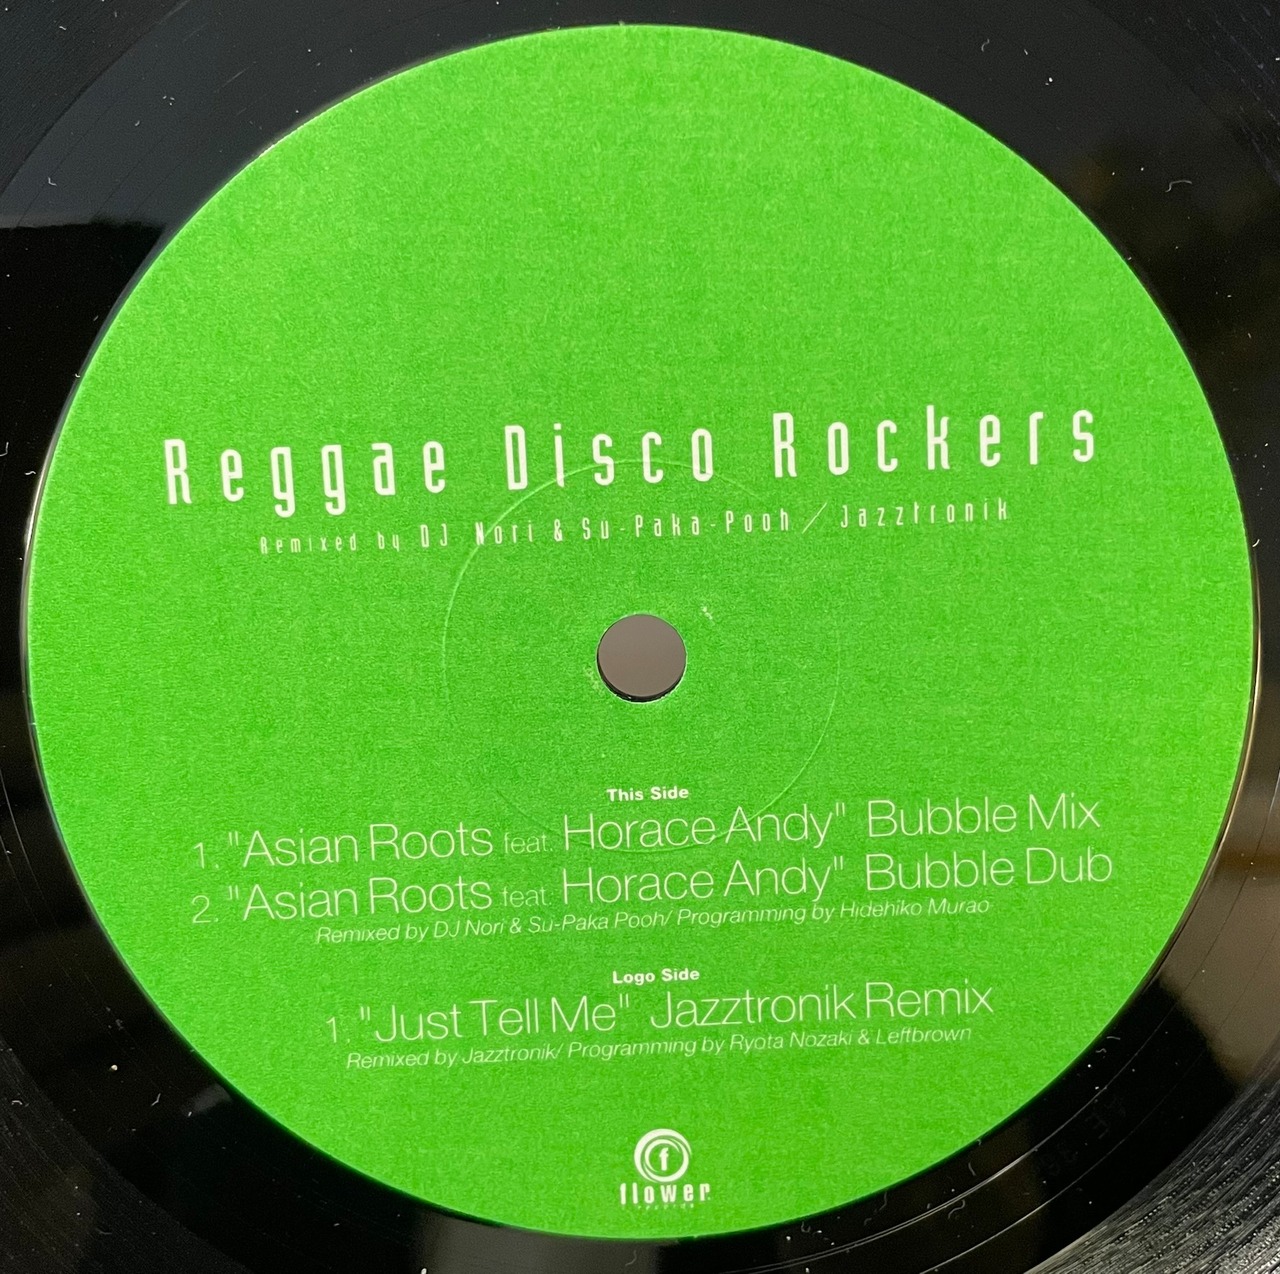 Reggae Disco Rockers
Remixed by DJ Nori & Su-Paka-Pooh / Jazztronik
This Side
1. "Asian Roots feat. Horace Andy" Bubble Mix
2. "Asian Roots feat. Horace Andy" Bubble Dub
Remixed by DJ Nori & Su-Paka Pooh/ Programming by Hidehiko Murao
Logo Side
1. "Just Tell Me" Jazztronik Remix
Remixed by Jazztronik/ Programming by Ryota Nozaki & Leftbrown
f
flower
records